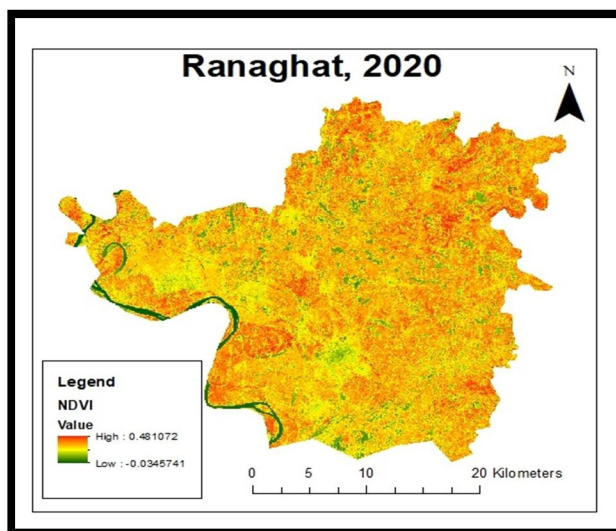 Ranaghat, 2020
N
Legend
NDVI
Value
High : 0.481072
Low : -0.0345741
0 5 10 20 Kilometers